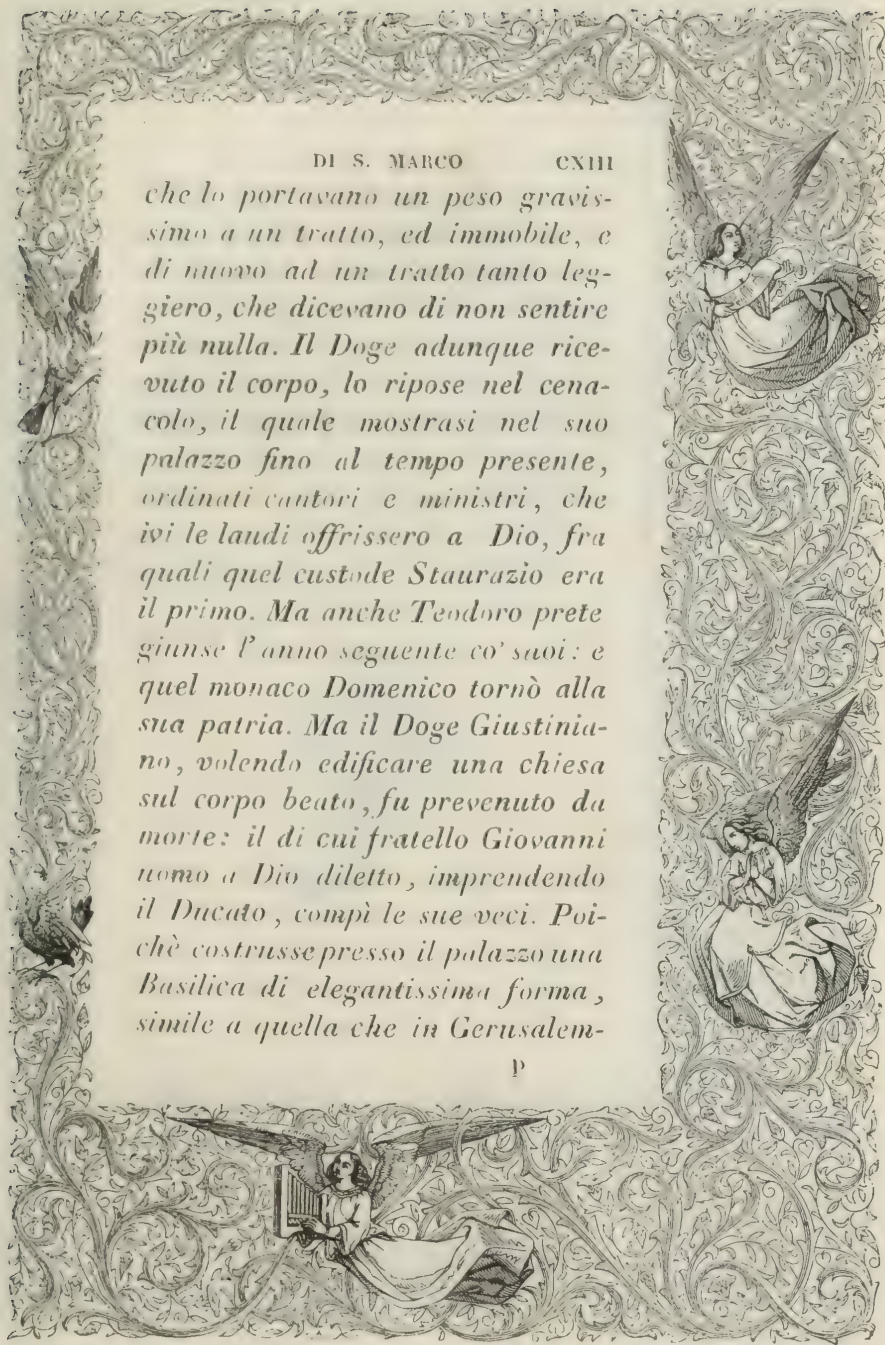 DI S. MARCO CXIII
che lo portavano un peso gravis-
simo a un tratto, ed immobile, e
di nuovo ad un tratto tanto leg-
giero, che dicevano di non sentire
più nulla. Il Doge adunque rice-
vuto il corpo, lo ripose nel cena-
colo, il quale mostrasi nel suo
palazzo fino al tempo presente,
ordinati cantori e ministri, che
ivi le laudi offrissero a Dio, fra
quali quel custode Staurazio era
il primo. Ma anche Teodoro prete
giunse l'anno seguente co' suoi: e
quel monaco Domenico tornò alla
sua patria. Ma il Doge Giustinia-
no, volendo edificare una chiesa
sul corpo beato, fu prevenuto da
morte: il di cui fratello Giovanni
uomo a Dio diletto, imprendendo
il Ducato, compì le sue veci. Poi-
chè costrusse presso il palazzo una
Basilica di elegantissima forma,
simile a quella che in Gerusalem-
P